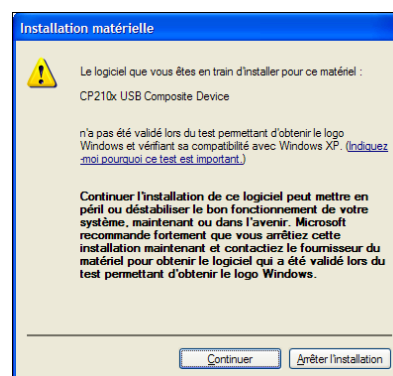 Installation matérielle
Le logiciel que vous êtes en train d'installer pour ce matériel :
CP210x USB Composite Device
n'a pas été validé lors du test permettant d'obtenir le logo
Windows et vérifiant sa compatibilité avec Windows XP. (Indiquez
-moi pourquoi ce test est important.)
Continuer l'installation de ce logiciel peut mettre en
péril ou déstabiliser le bon fonctionnement de votre
système, maintenant ou dans l'avenir. Microsoft
recommande fortement que vous arrêtiez cette
installation maintenant et contactiez le fournisseur du
matériel pour obtenir le logiciel qui a été validé lors du
test permettant d'obtenir le logo Windows.
Continuer
Arrêter l'installation